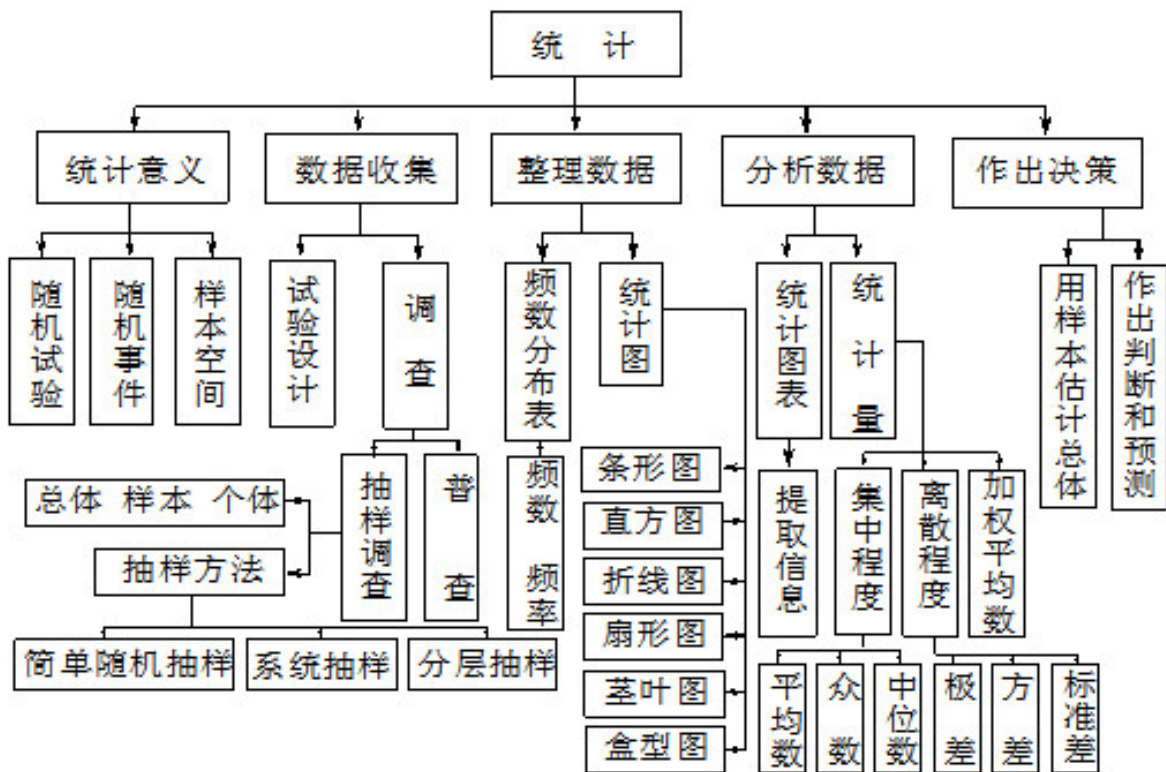 统 计
统计意义
数据收集
整理数据
分析数据
作出决策
随机试验
随机事件
样本空间
试验设计
调 查
频数分布表
统计图
统计图表
统 计 量
用样本估计总体
作出判断和预测
总体 样本 个体
抽样方法
抽样调查
普 查
频数 频率
条形图
直方图
折线图
扇形图
茎叶图
盒型图
提取信息
集中程度
离散程度
加权平均数
简单随机抽样
系统抽样
分层抽样
平均数
众 数
中位数
极 差
方 差
标准差